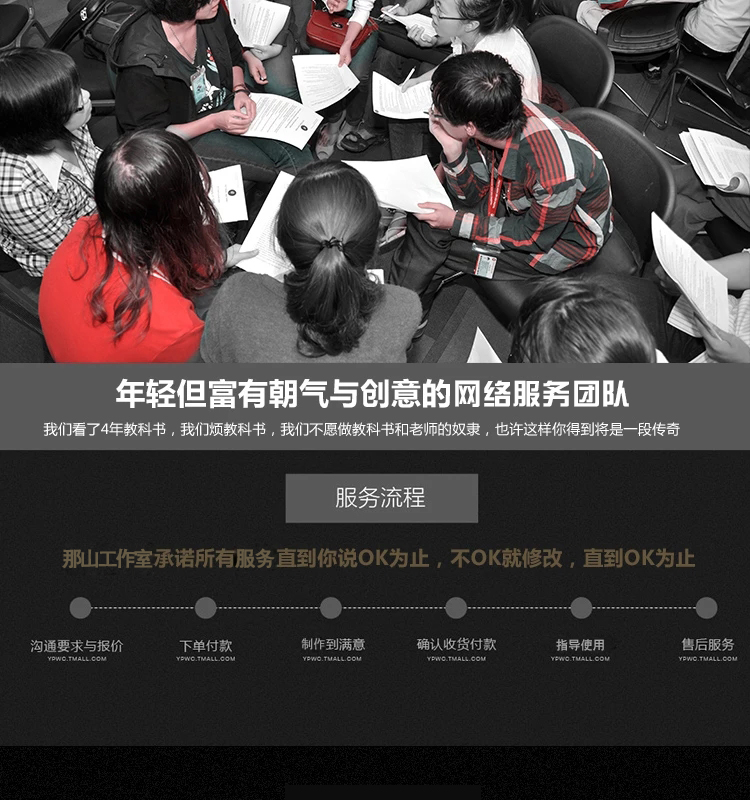 年轻但富有朝气与创意的网络服务团队
我们看了4年教科书，我们烦教科书，我们不愿做教科书和老师的奴隶，也许这样你得到将是一段传奇
服务流程
那山工作室承诺所有服务直到你说OK为止，不OK就修改，直到OK为止
沟通要求与报价 下单付款 制作到满意 确认收货付款 指导使用 售后服务
YPWC.TMALL.COM YPWC.TMALL.COM YPWC.TMALL.COM YPWC.TMALL.COM YPWC.TMALL.COM YPWC.TMALL.COM